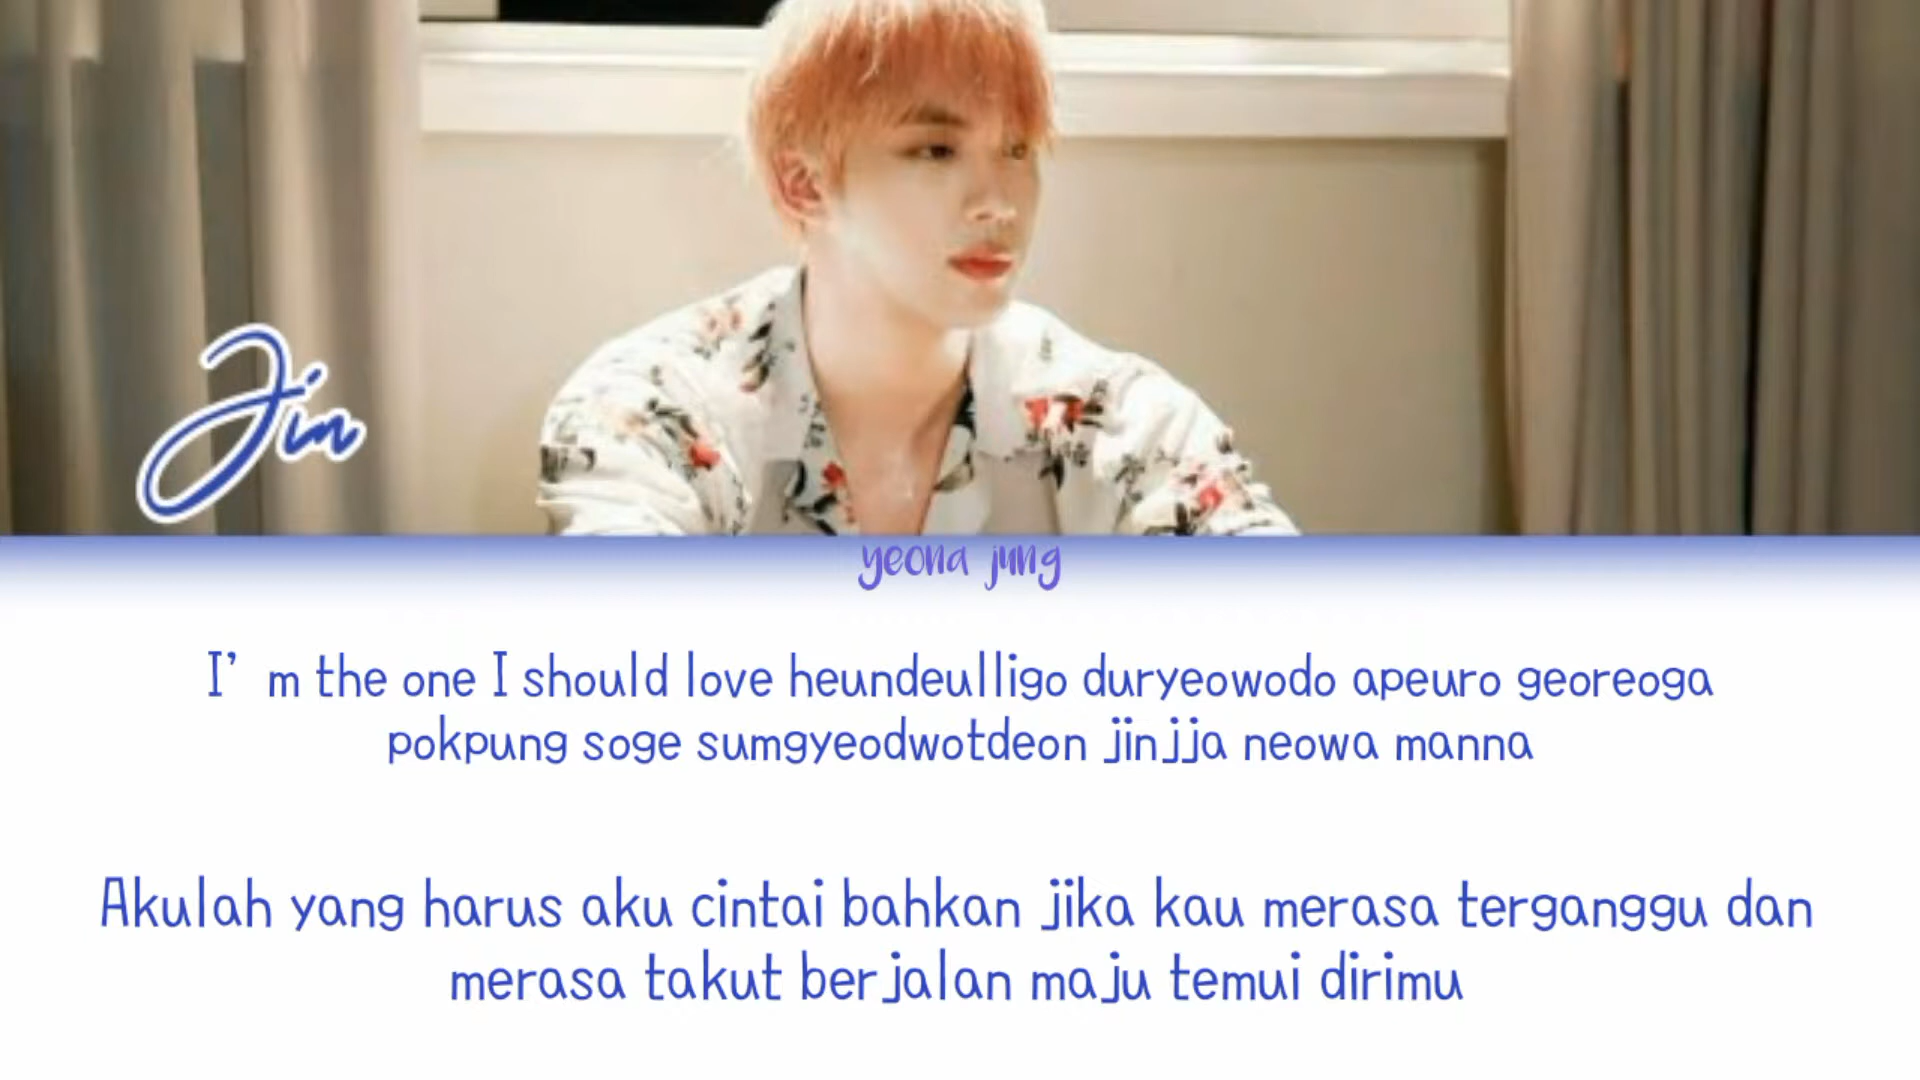 Jin
yeona jung
I’m the one I should love heundeulligo duryeowodo apeuro georeoga
pokpung soge sumgyeodwotdeon jinjja neowa manna
Akulah yang harus aku cintai bahkan jika kau merasa terganggu dan
merasa takut berjalan maju temui dirimu